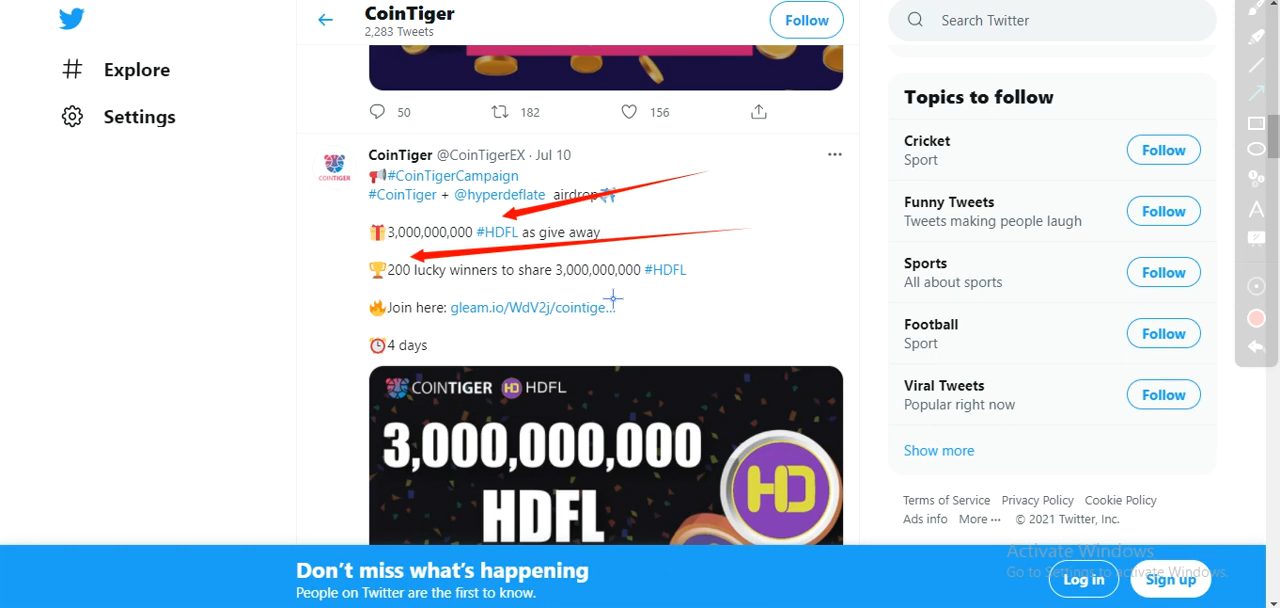 CoinTiger
2,283 Tweets
Follow
Search Twitter
Explore
Settings
50
182
156
CoinTiger @CoinTigerEX · Jul 10
📢#CoinTigerCampaign
#CoinTiger + @hyperdeflate airdrop
🎁3,000,000,000 #HDFL as give away
🏆200 lucky winners to share 3,000,000,000 #HDFL
🔥Join here: gleam.io/WdV2j/cointige...
⏰4 days
COINTIGER
COINTIGER HD HDFL
3,000,000,000
HDFL
HD
Topics to follow
Cricket
Sport
Follow
Funny Tweets
Tweets making people laugh
Follow
Sports
All about sports
Follow
Football
Sport
Follow
Viral Tweets
Popular right now
Follow
Show more
Terms of Service Privacy Policy Cookie Policy
Ads info More ··· © 2021 Twitter, Inc.
Don't miss what's happening
People on Twitter are the first to know.
Log in
Sign up
Activate Windows
Go to Settings to activate Windows.
A